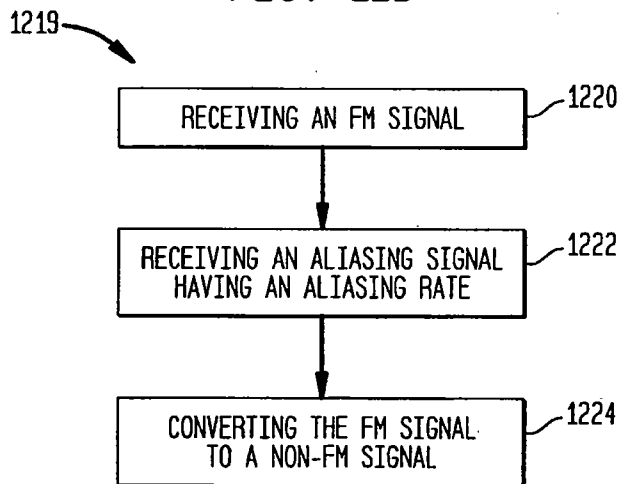 1219
RECEIVING AN FM SIGNAL
1220
RECEIVING AN ALIASING SIGNAL
HAVING AN ALIASING RATE
1222
CONVERTING THE FM SIGNAL
TO A NON-FM SIGNAL
1224